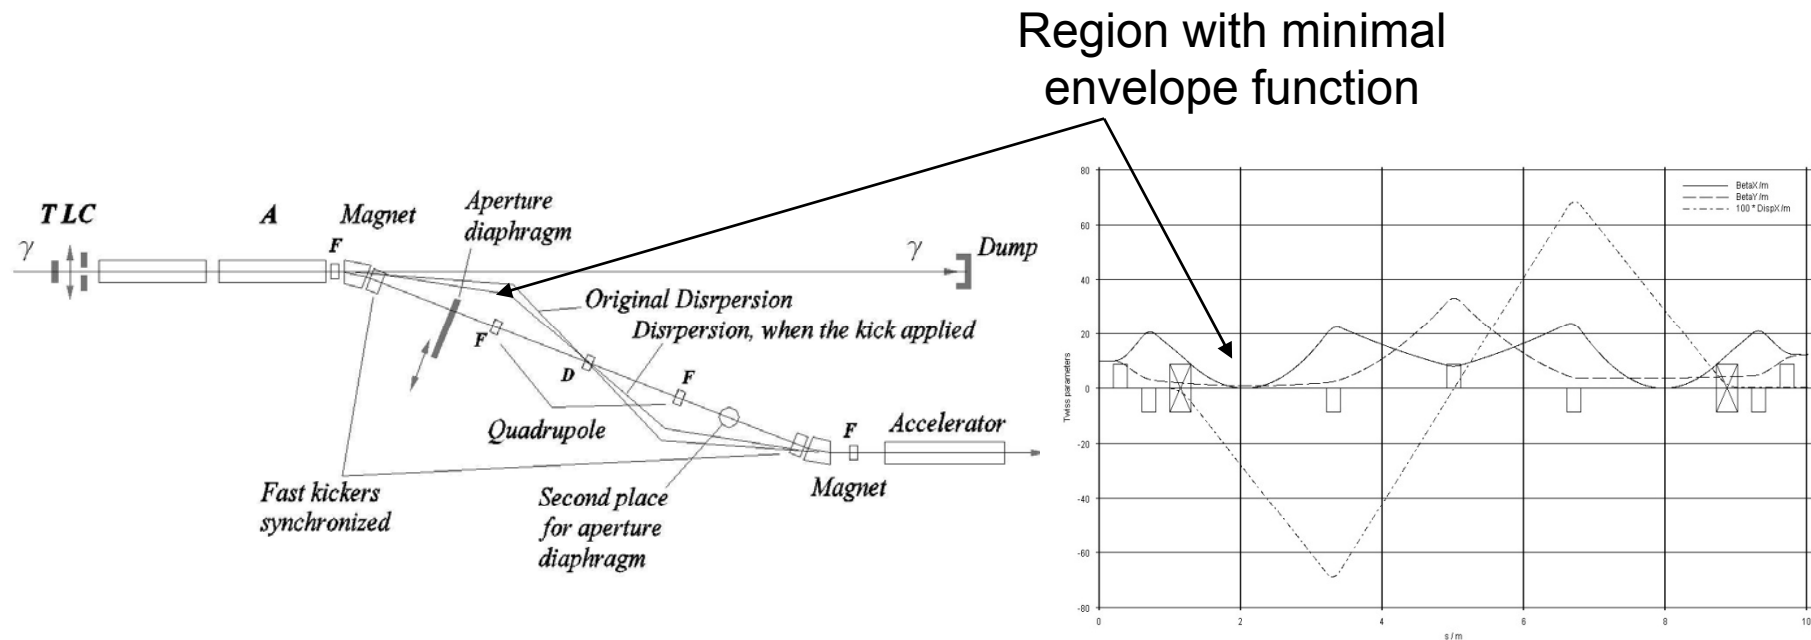 Region with minimal
envelope function
T LC
A
Magnet
Aperture
diaphragm
γ
F
γ
Dump
Original Disrpersion
Disrpersion, when the kick applied
F
D
F
Quadrupole
F
Accelerator
Magnet
Fast kickers
synchronized
Second place
for aperture
diaphragm
80
60
40
20
0
-20
-40
-60
-80
Twiss parameters
BetaX/m
BetaY/m
100 * DispX/m
0
2
4
6
8
10
s / m